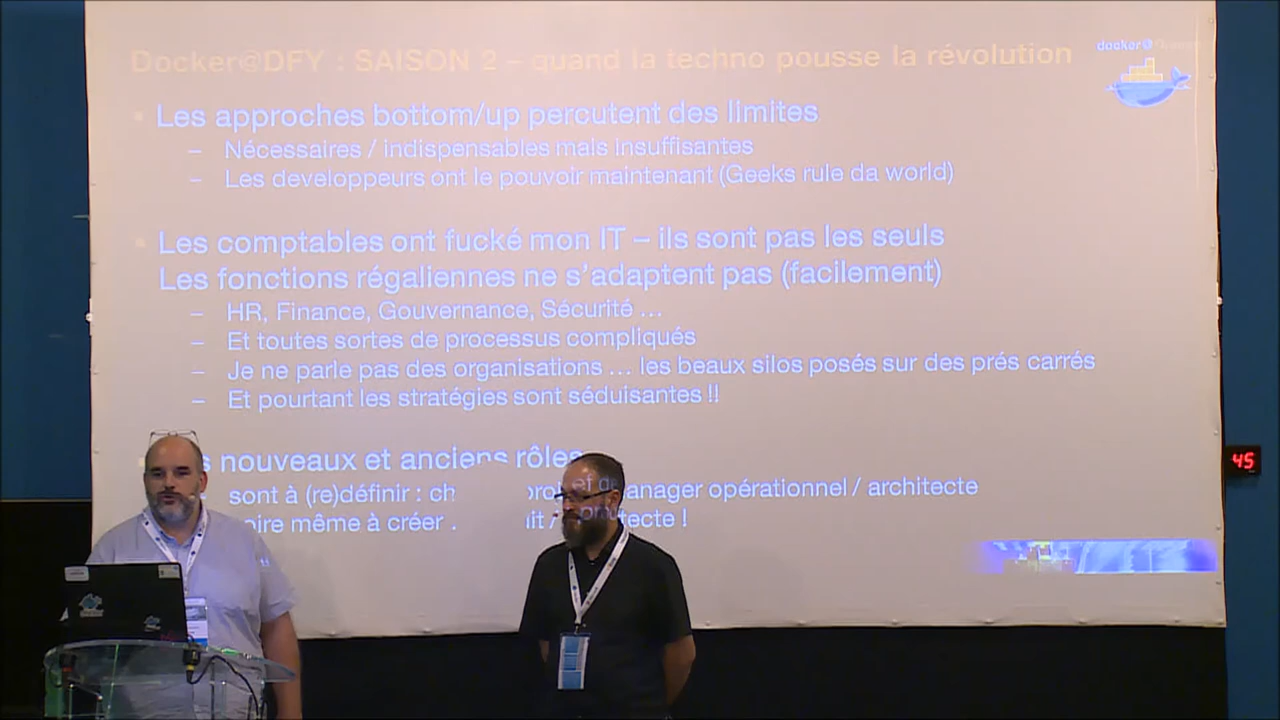 Docker@DFY : SAISON 2 – quand la techno pousse la révolution
docker@
Les approches bottom/up percutent des limites
– Nécessaires / indispensables mais insuffisantes
– Les developpeurs ont le pouvoir maintenant (Geeks rule da world)
Les comptables ont fucké mon IT – ils sont pas les seuls
Les fonctions régaliennes ne s'adaptent pas (facilement)
– HR, Finance, Gouvernance, Sécurité ...
– Et toutes sortes de processus compliqués
– Je ne parle pas des organisations ... les beaux silos posés sur des prés carrés
– Et pourtant les stratégies sont séduisantes !!
nouveaux et anciens rôles
sont à (re)définir : manager opérationnel / architecte
même à créer
45